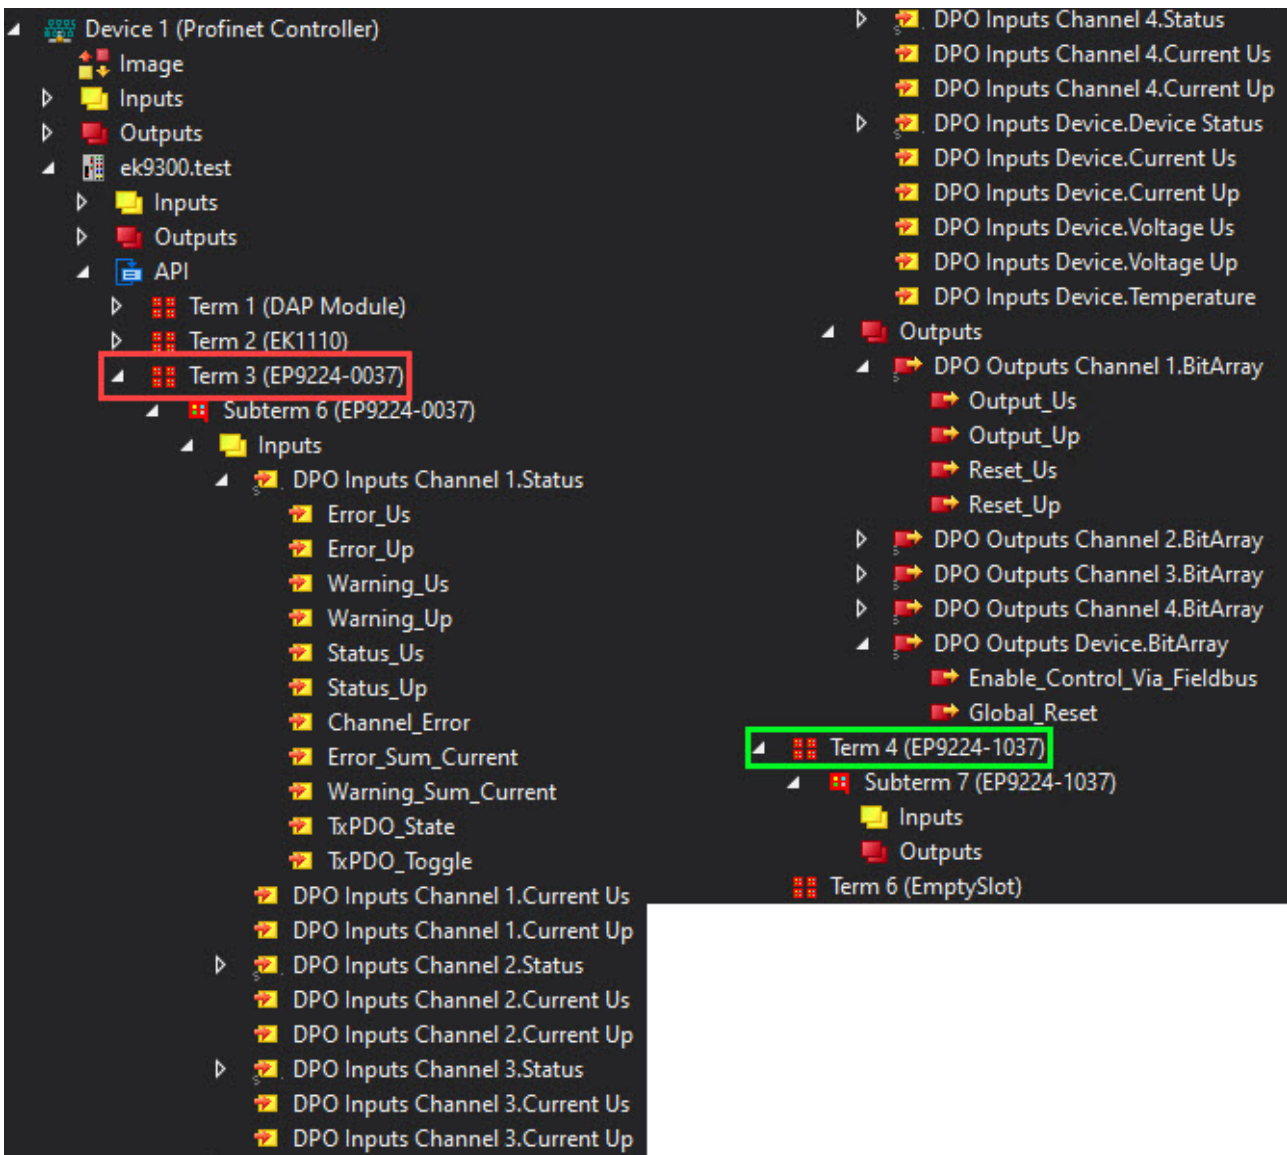 Device 1 (Profinet Controller)
Image
Inputs
Outputs
ek9300.test
Inputs
Outputs
API
Term 1 (DAP Module)
Term 2 (EK1110)
Term 3 (EP9224-0037)
Subterm 6 (EP9224-0037)
Inputs
DPO Inputs Channel 1.Status
Error_Us
Error_Up
Warning_Us
Warning_Up
Status_Us
Status_Up
Channel_Error
Error_Sum_Current
Warning_Sum_Current
TxPDO_State
TxPDO_Toggle
DPO Inputs Channel 1.Current Us
DPO Inputs Channel 1.Current Up
DPO Inputs Channel 2.Status
DPO Inputs Channel 2.Current Us
DPO Inputs Channel 2.Current Up
DPO Inputs Channel 3.Status
DPO Inputs Channel 3.Current Us
DPO Inputs Channel 3.Current Up
DPO Inputs Channel 4.Status
DPO Inputs Channel 4.Current Us
DPO Inputs Channel 4.Current Up
DPO Inputs Device.Device Status
DPO Inputs Device.Current Us
DPO Inputs Device.Current Up
DPO Inputs Device.Voltage Us
DPO Inputs Device.Voltage Up
DPO Inputs Device.Temperature
Outputs
DPO Outputs Channel 1.BitArray
Output_Us
Output_Up
Reset_Us
Reset_Up
DPO Outputs Channel 2.BitArray
DPO Outputs Channel 3.BitArray
DPO Outputs Channel 4.BitArray
DPO Outputs Device.BitArray
Enable_Control_Via_Fieldbus
Global_Reset
Term 4 (EP9224-1037)
Subterm 7 (EP9224-1037)
Inputs
Outputs
Term 6 (EmptySlot)